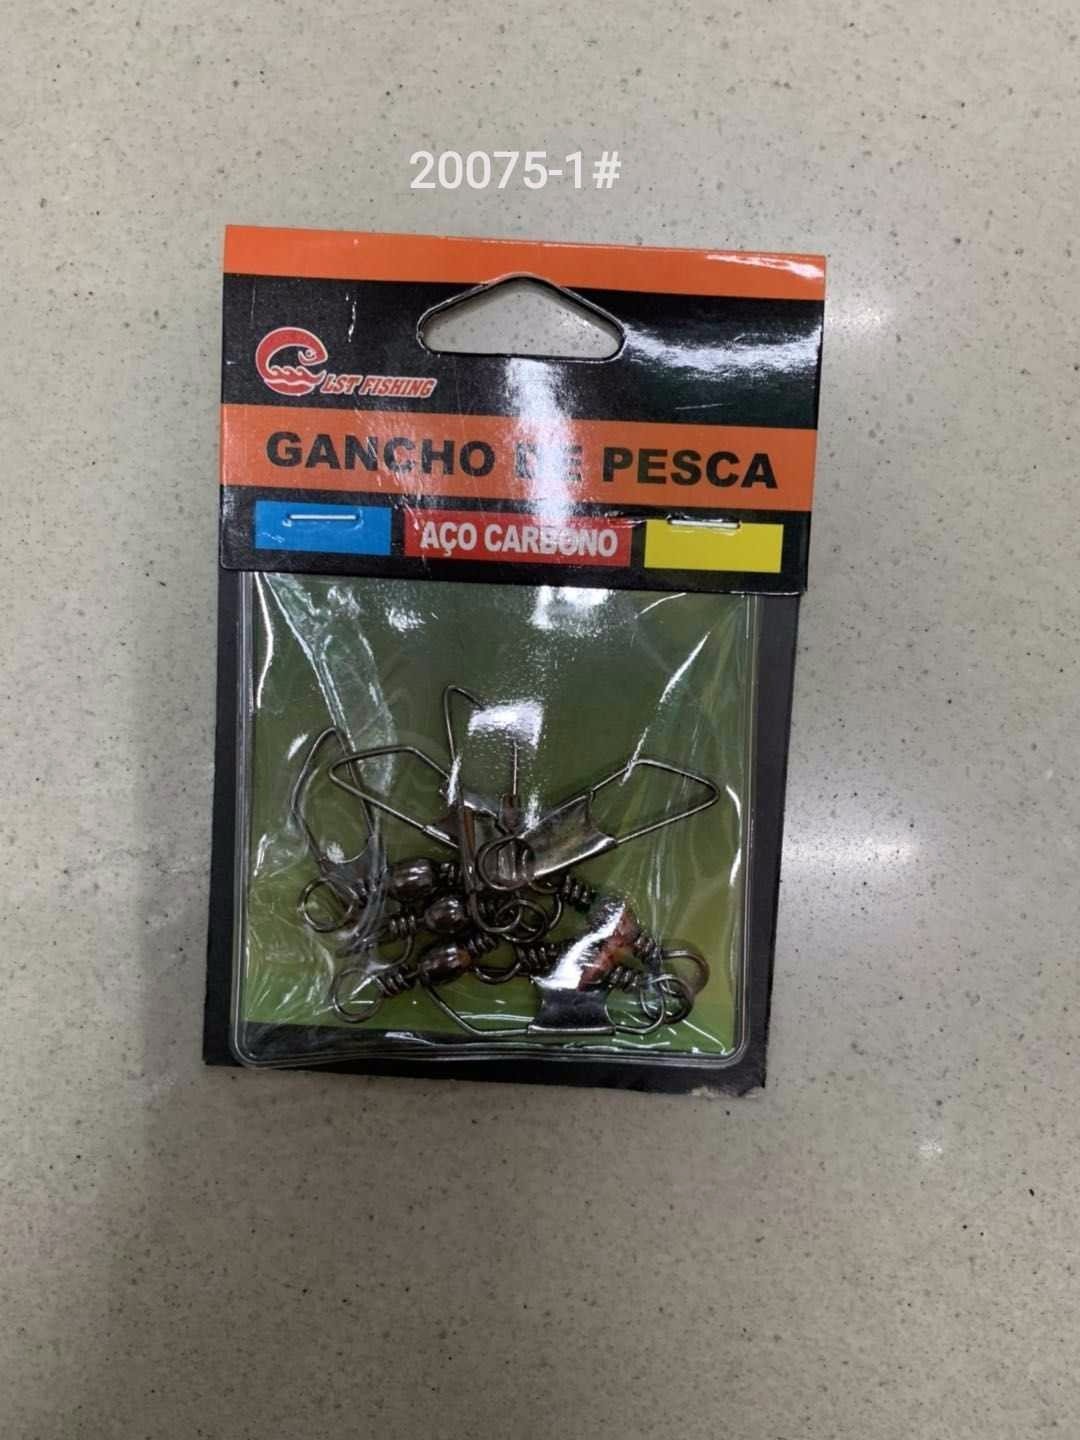 20075-1#
LST FISHING
GANCHO DE PESCA
AÇO CARBONO